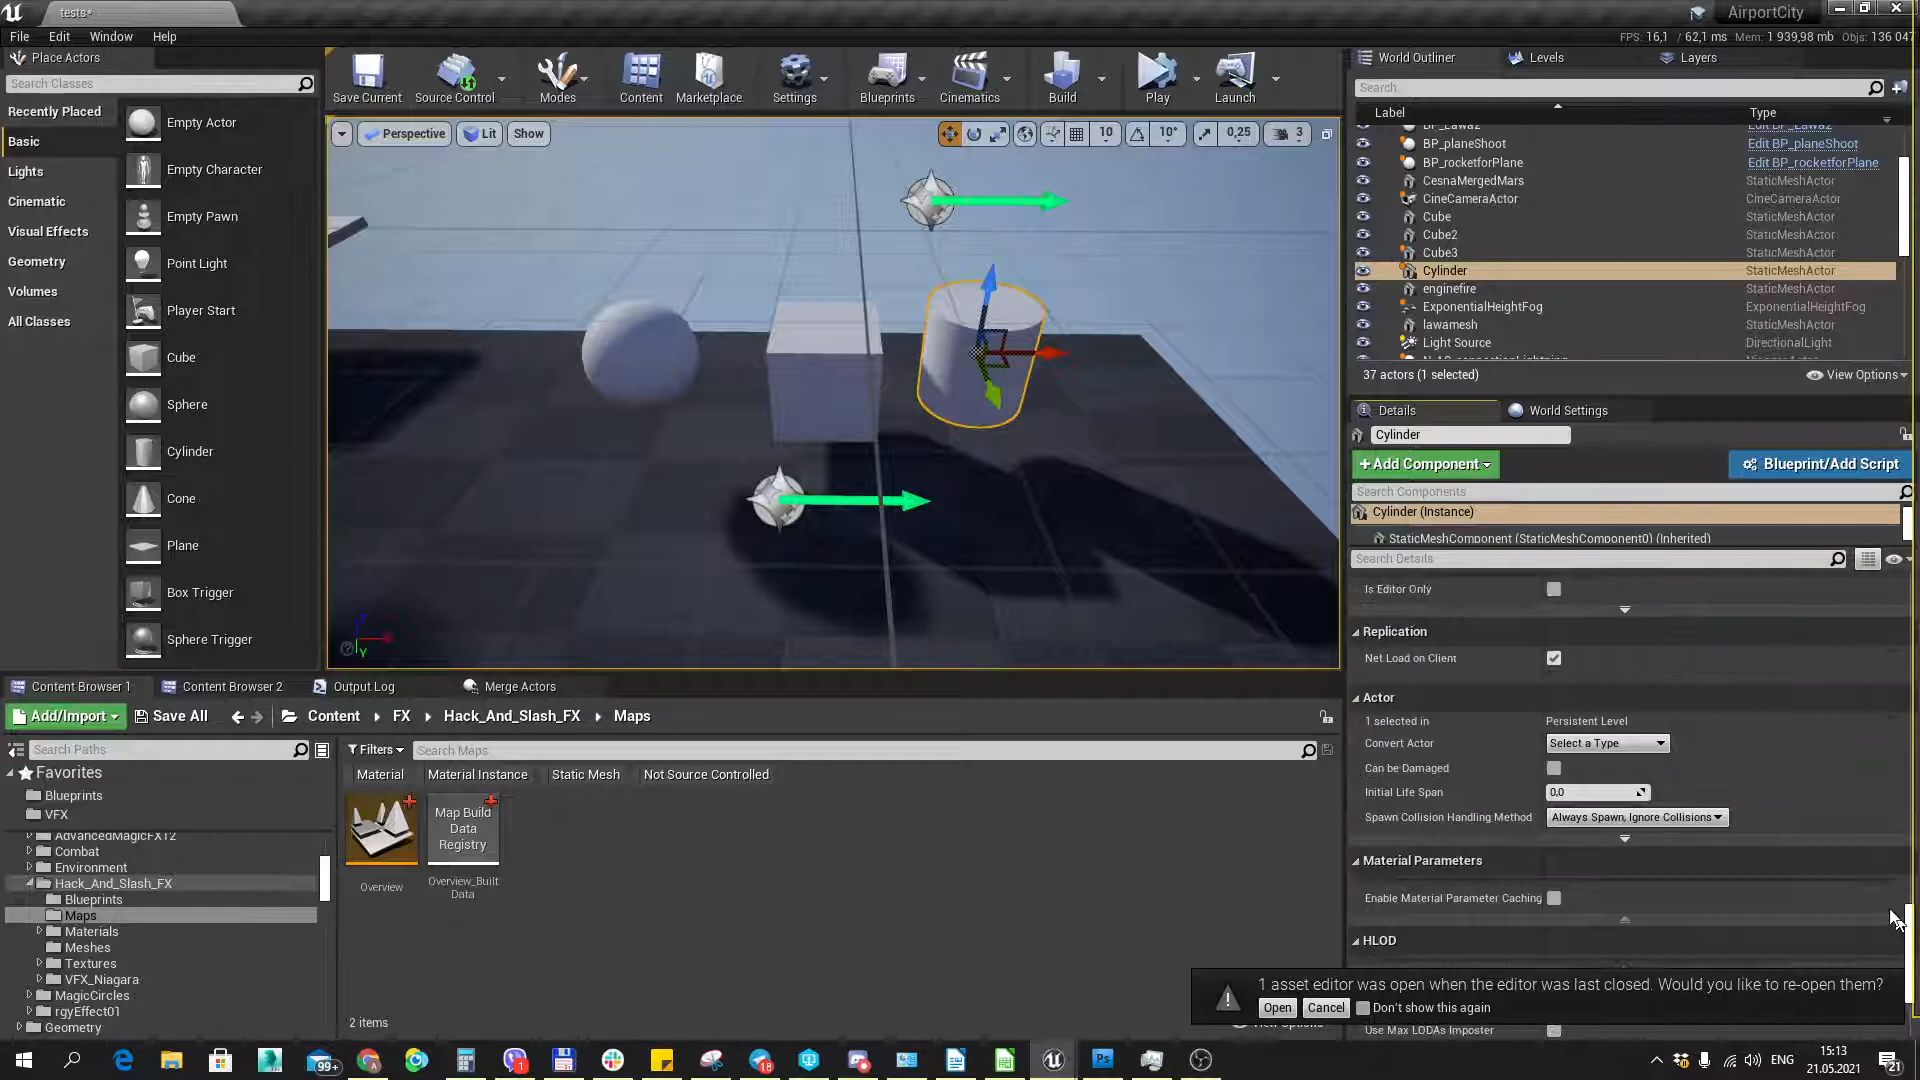 tests*
AirportCity
File Edit Window Help
FPS: 16,1 / 62,1 ms Mem: 1 939,98 mb Objs: 136 047
Place Actors
Search Classes
Recently Placed
Basic
Lights
Cinematic
Visual Effects
Geometry
Volumes
All Classes
Empty Actor
Empty Character
Empty Pawn
Point Light
Player Start
Cube
Sphere
Cylinder
Cone
Plane
Box Trigger
Sphere Trigger
Save Current Source Control Modes Content Marketplace Settings Blueprints Cinematics Build Play Launch
Perspective Lit Show 10 10° 0,25 3
Z
Y
World Outliner Levels Layers
Search...
Label Type
BP_Lawa2 Edit BP_Lawa2
BP_planeShoot Edit BP_planeShoot
BP_rocketforPlane Edit BP_rocketforPlane
CesnaMergedMars StaticMeshActor
CineCameraActor CineCameraActor
Cube StaticMeshActor
Cube2 StaticMeshActor
Cube3 StaticMeshActor
Cylinder StaticMeshActor
enginefire StaticMeshActor
ExponentialHeightFog ExponentialHeightFog
lawamesh StaticMeshActor
Light Source DirectionalLight
37 actors (1 selected) View Options
Details World Settings
Cylinder
+Add Component Blueprint/Add Script
Search Components
Cylinder (Instance)
StaticMeshComponent (StaticMeshComponent0) (Inherited)
Search Details
Is Editor Only
Replication
Net Load on Client
Actor
1 selected in Persistent Level
Convert Actor Select a Type
Can be Damaged
Initial Life Span 0,0
Spawn Collision Handling Method Always Spawn, Ignore Collisions
Material Parameters
Enable Material Parameter Caching
HLOD
1 asset editor was open when the editor was last closed. Would you like to re-open them?
Open Cancel Don't show this again
Use Max LODAs Imposter
Content Browser 1 Content Browser 2 Output Log Merge Actors
Add/Import Save All Content FX Hack_And_Slash_FX Maps
Search Paths
Filters Search Maps
Material Material Instance Static Mesh Not Source Controlled
Favorites
Blueprints
VFX
AdvancedMagicFX12
Combat
Environment
Hack_And_Slash_FX
Blueprints
Maps
Materials
Meshes
Textures
VFX_Niagara
MagicCircles
rgyEffect01
Geometry
Map Build
Data
Registry
Overview
Overview_Built
Data
2 items
99+
1
18
ENG
15:13
21.05.2021
21